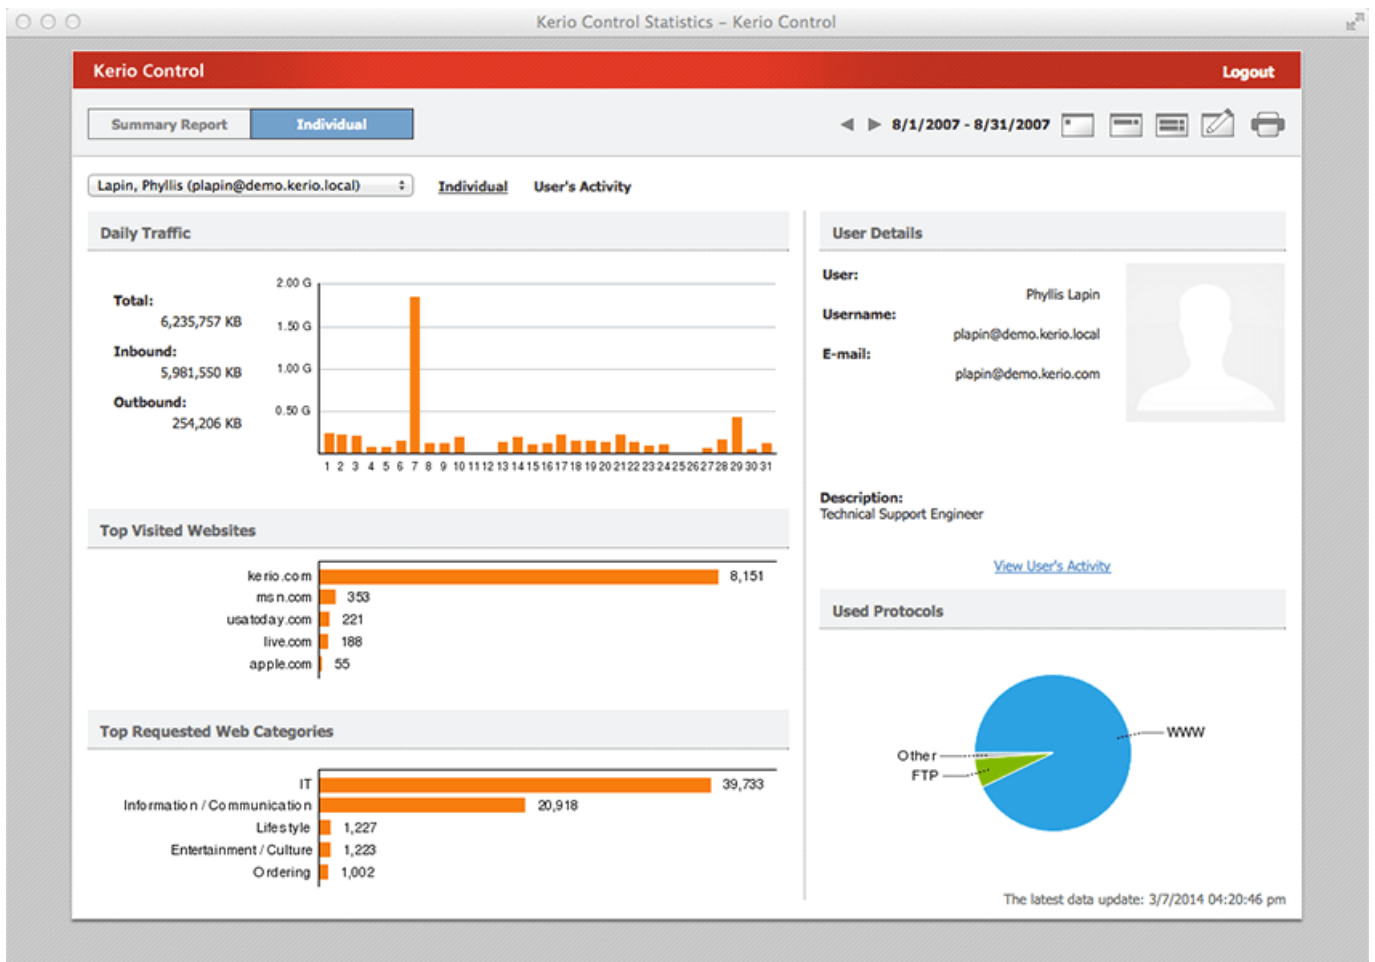 Kerio Control Statistics – Kerio Control
Kerio Control
Logout
Summary Report
Individual
8/1/2007 - 8/31/2007
Lapin, Phyllis (plapin@demo.kerio.local)
Individual
User's Activity
Daily Traffic
Total:
6,235,757 KB
Inbound:
5,981,550 KB
Outbound:
254,206 KB
2.00 G
1.50 G
1.00 G
0.50 G
1 2 3 4 5 6 7 8 9 10 11 12 13 14 15 16 17 18 19 20 21 22 23 24 25 26 27 28 29 30 31
Top Visited Websites
kerio.com 8,151
msn.com 353
usatoday.com 221
live.com 188
apple.com 55
Top Requested Web Categories
IT 39,733
Information / Communication 20,918
Lifestyle 1,227
Entertainment / Culture 1,223
Ordering 1,002
User Details
User:
Phyllis Lapin
Username:
plapin@demo.kerio.local
E-mail:
plapin@demo.kerio.com
Description:
Technical Support Engineer
View User's Activity
Used Protocols
WWW
Other
FTP
The latest data update: 3/7/2014 04:20:46 pm